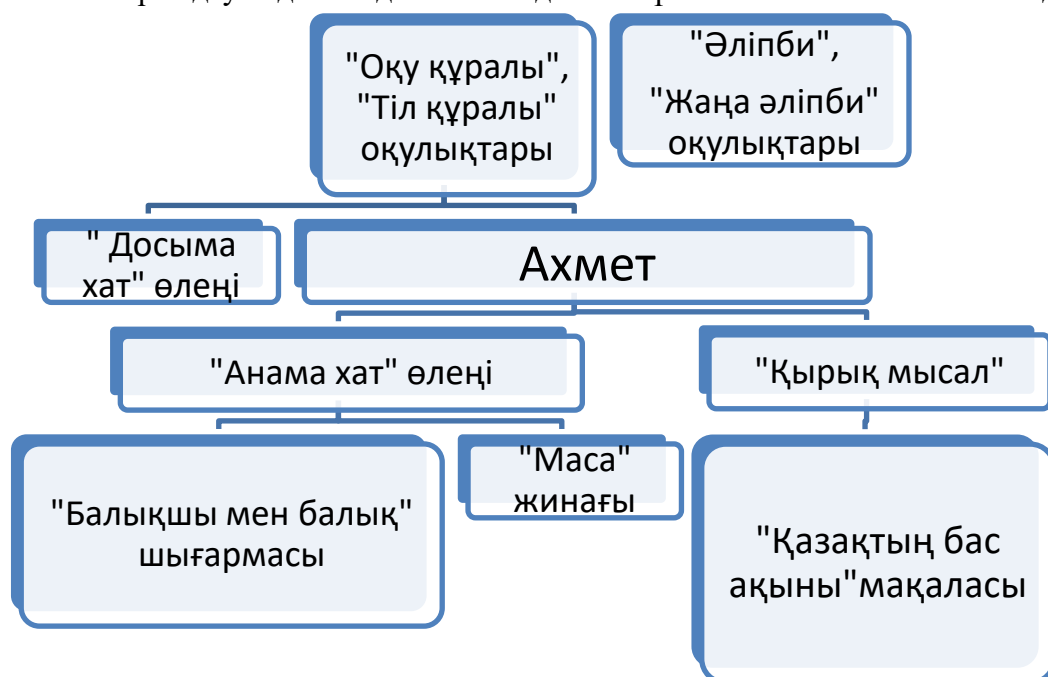 "Оқу құралы",
"Тіл құралы"
оқулықтары
"Әліпби",
"Жаңа әліпби"
оқулықтары
" Досыма
хат" өлеңі
Ахмет
"Анама хат" өлеңі
"Қырық мысал"
"Балықшы мен балық"
шығармасы
"Маса"
жинағы
"Қазақтың бас
ақыны"мақаласы